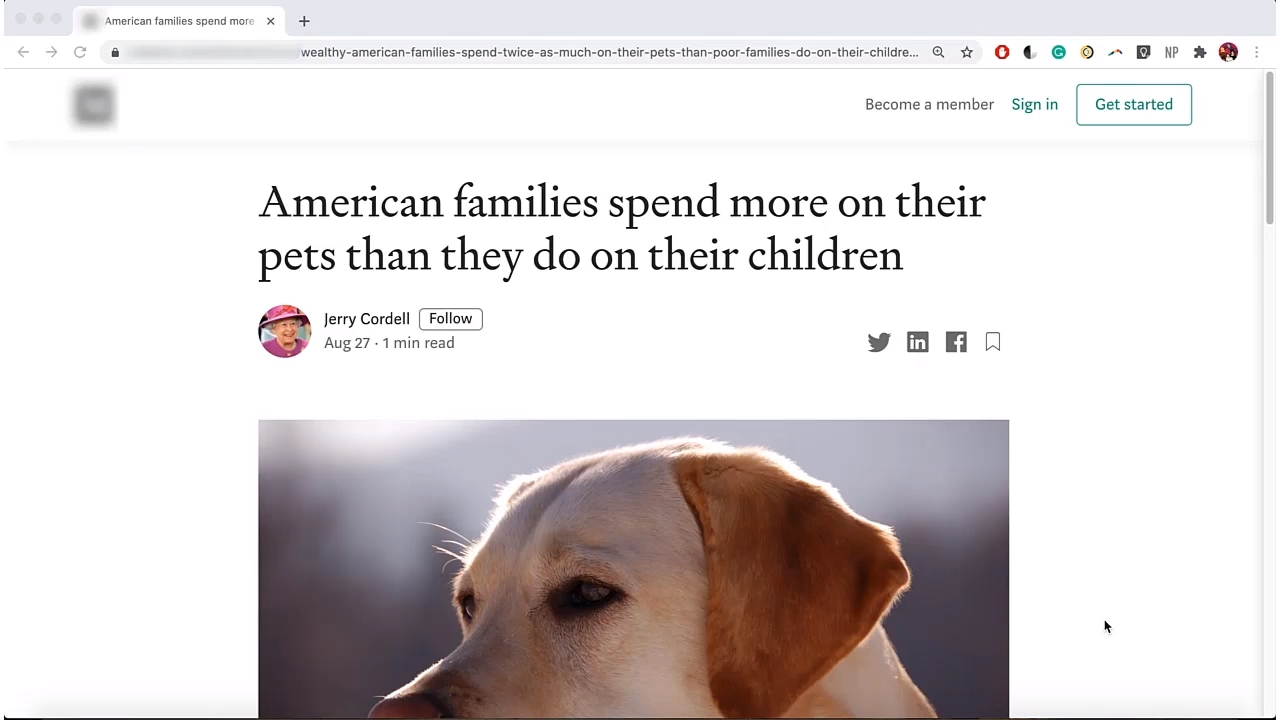 American families spend more
wealthy-american-families-spend-twice-as-much-on-their-pets-than-poor-families-do-on-their-childre...
NP
Become a member
Sign in
Get started
American families spend more on their
pets than they do on their children
Jerry Cordell
Follow
Aug 27 · 1 min read